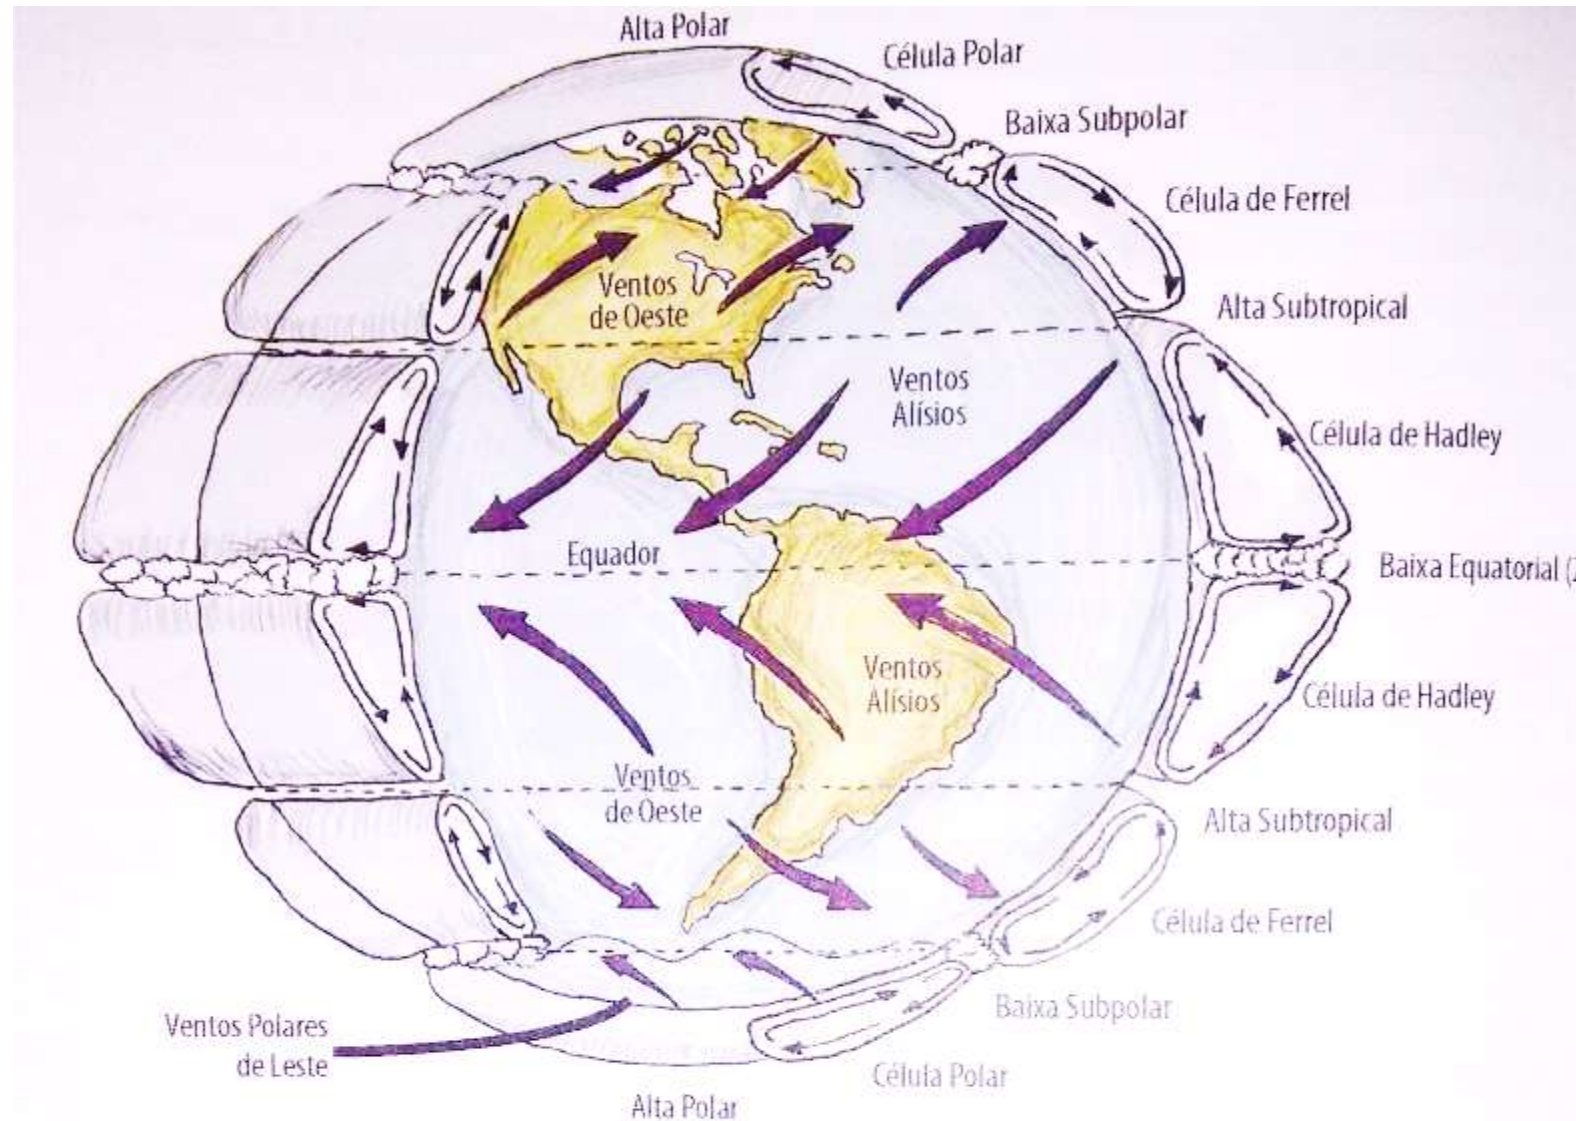 Alta Polar
Célula Polar
Baixa Subpolar
Célula de Ferrel
Ventos
de Oeste
Alta Subtropical
Ventos
Alísios
Célula de Hadley
Equador
Baixa Equatorial (
Ventos
Alísios
Célula de Hadley
Ventos
de Oeste
Alta Subtropical
Célula de Ferrel
Baixa Subpolar
Ventos Polares
de Leste
Célula Polar
Alta Polar